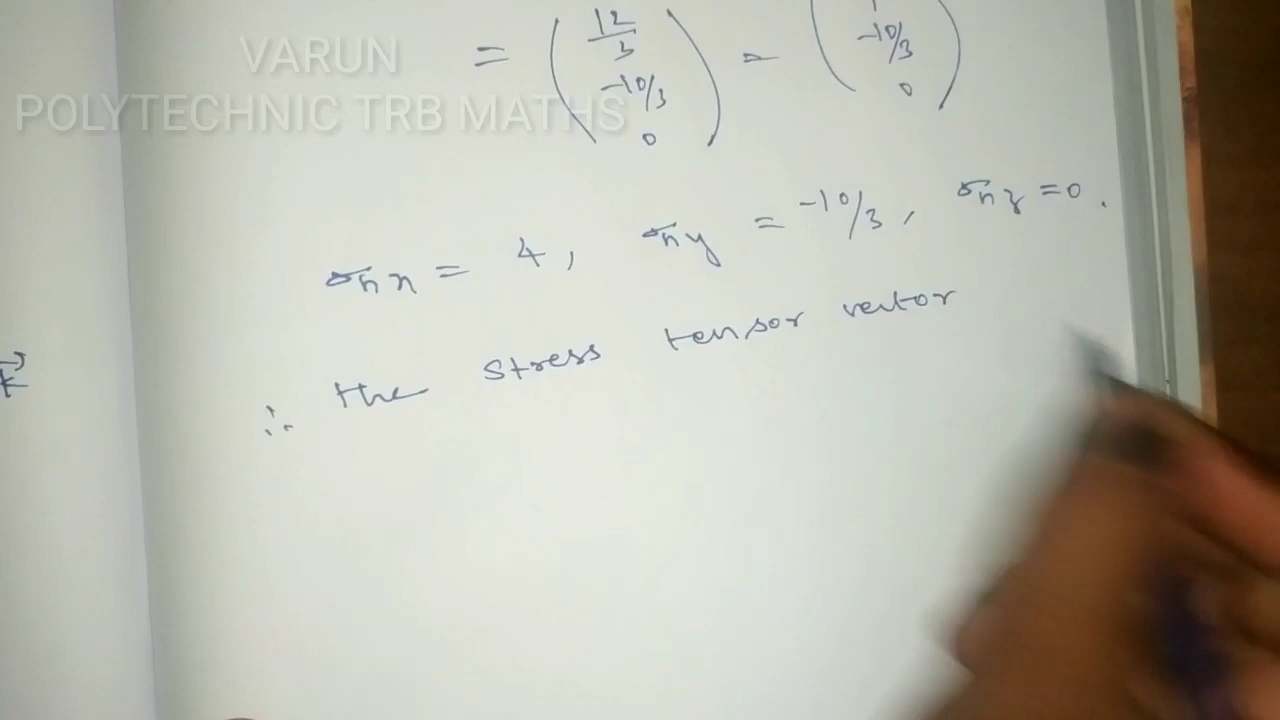 VARUN
POLYTECHNIC TRB MATHS
= ( 12/3 -10/3 0 ) = ( -10/3 0 )
σnx = 4, σny = -10/3, σnz = 0.
∴ the stress tensor vector
k